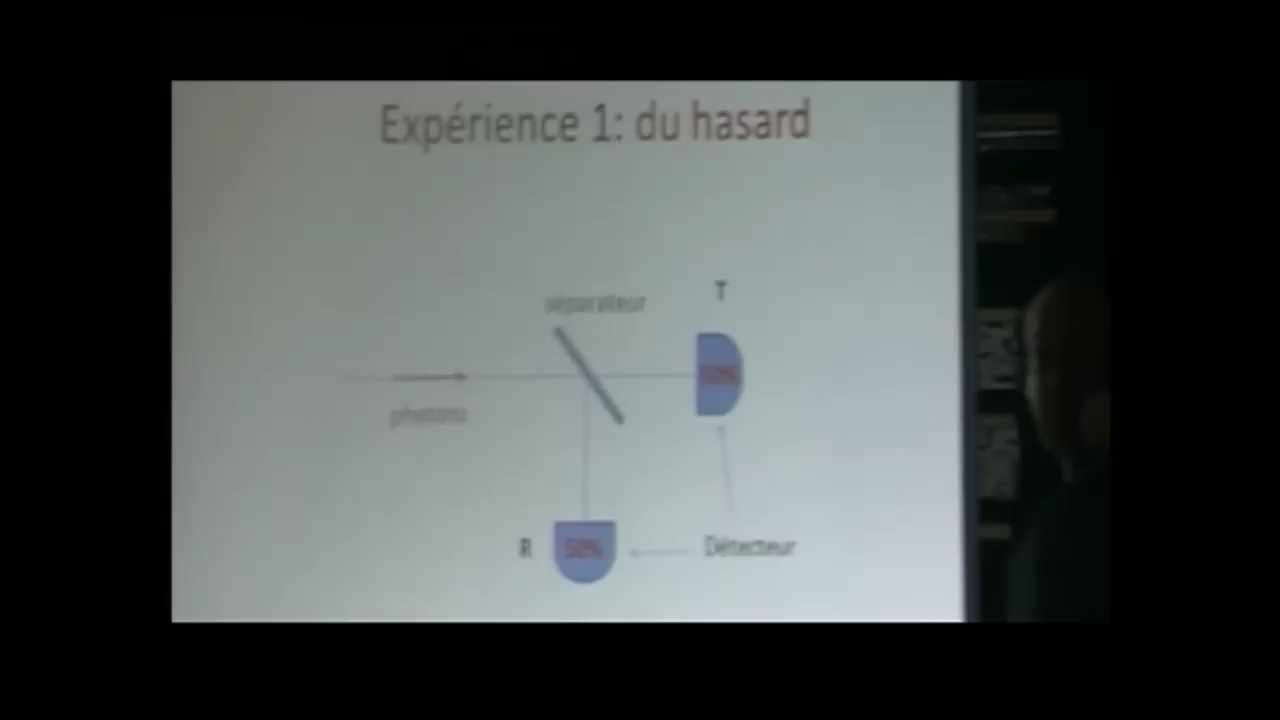 Expérience 1: du hasard
T
séparateur
50%
photons
R
50%
Détecteur